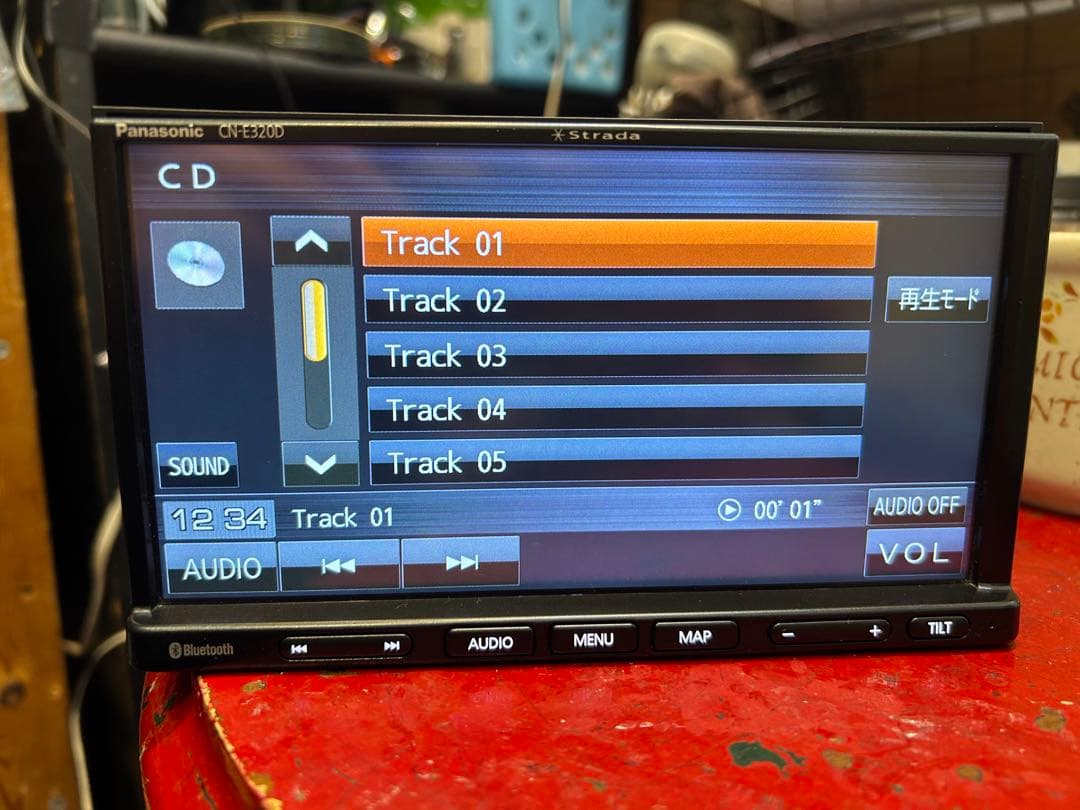 Panasonic CN-E320D Strada
CD
Track 01
Track 02
再生モード
Track 03
Track 04
Track 05
SOUND
12 34 Track 01 00' 01" AUDIO OFF
AUDIO VOL
Bluetooth AUDIO MENU MAP - + TILT